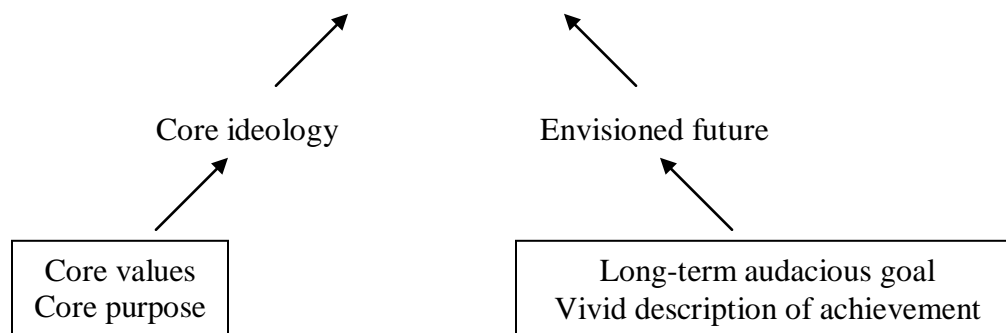 Core ideology
Envisioned future
Core values
Core purpose
Long-term audacious goal
Vivid description of achievement